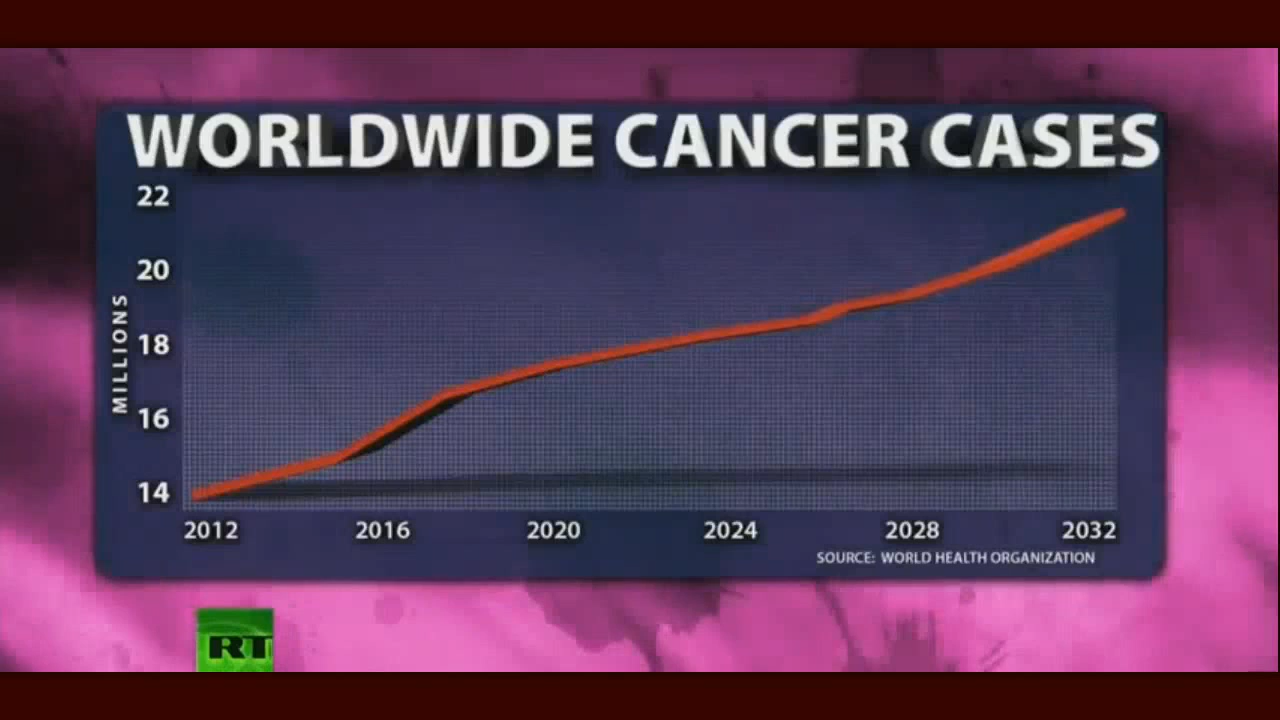 WORLDWIDE CANCER CASES
22
20
18
16
14
MILLIONS
2012 2016 2020 2024 2028 2032
SOURCE: WORLD HEALTH ORGANIZATION
RT